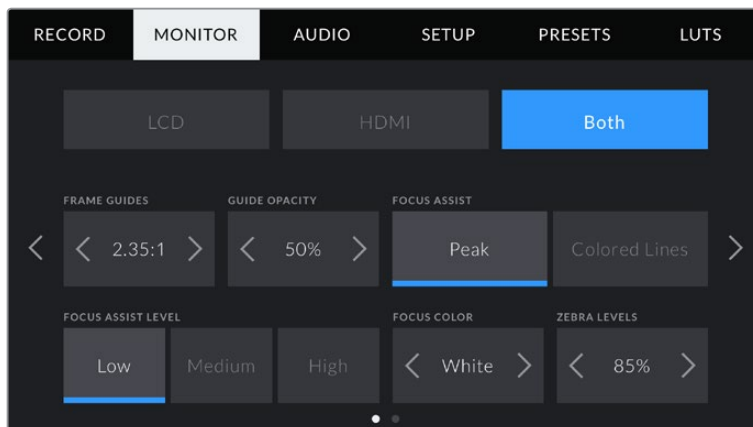 RECORD MONITOR AUDIO SETUP PRESETS LUTS
LCD HDMI Both
FRAME GUIDES GUIDE OPACITY FOCUS ASSIST
2.35:1 50% Peak Colored Lines
FOCUS ASSIST LEVEL FOCUS COLOR ZEBRA LEVELS
Low Medium High White 85%